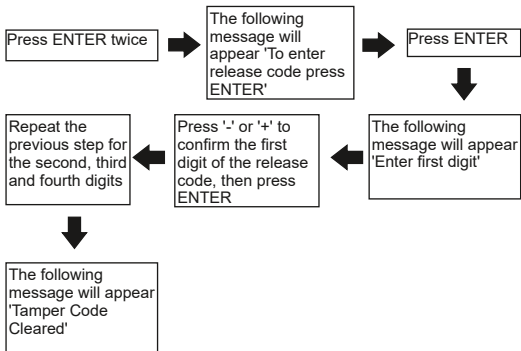 Press ENTER twice
The following
message will
appear 'To enter
release code press
ENTER'
Press ENTER
The following
message will appear
'Enter first digit'
Press '-' or '+' to
confirm the first
digit of the release
code, then press
ENTER
Repeat the
previous step for
the second, third
and fourth digits
The following
message will appear
'Tamper Code
Cleared'